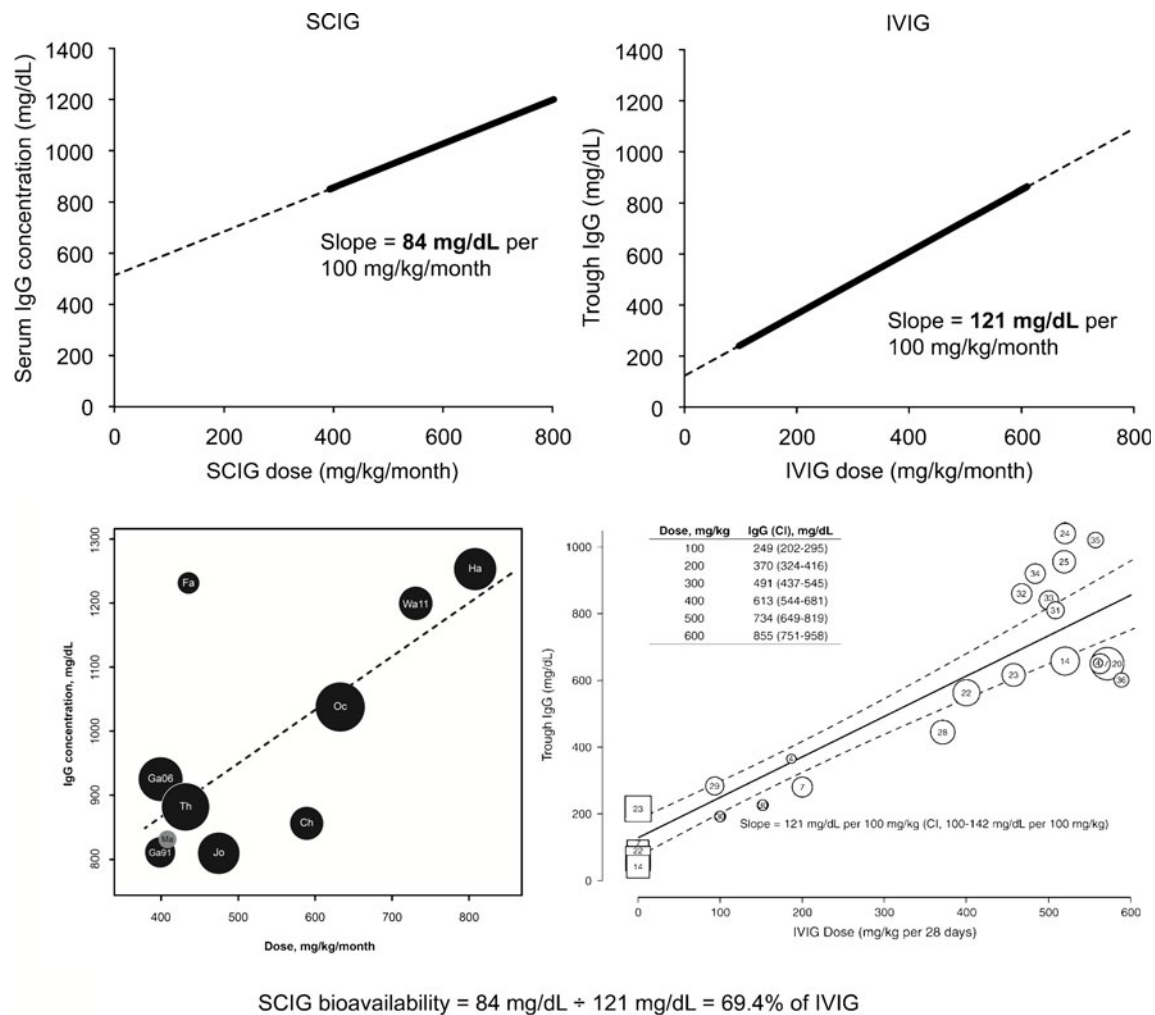 SCIG
Serum IgG concentration (mg/dL)
1400
1200
1000
800
600
400
200
0
Slope = 84 mg/dL per
100 mg/kg/month
0 200 400 600 800
SCIG dose (mg/kg/month)
IVIG
Trough IgG (mg/dL)
1400
1200
1000
800
600
400
200
0
Slope = 121 mg/dL per
100 mg/kg/month
0 200 400 600 800
IVIG dose (mg/kg/month)
IgG concentration, mg/dL
1300
1200
1100
1000
900
800
Fa
Ha
Wa11
Oc
Ga06
Th
Ma
Ga91
Jo
Ch
400 500 600 700 800
Dose, mg/kg/month
Trough IgG (mg/dL)
1000
800
600
400
200
0
Dose, mg/kg IgG (CI), mg/dL
100 249 (202-295)
200 370 (324-416)
300 491 (437-545)
400 613 (544-681)
500 734 (649-819)
600 855 (751-958)
24
35
25
34
32
33
31
14
20
23
36
22
28
29
7
23
22
14
Slope = 121 mg/dL per 100 mg/kg (CI, 100-142 mg/dL per 100 mg/kg)
0 100 200 300 400 500 600
IVIG Dose (mg/kg per 28 days)
SCIG bioavailability = 84 mg/dL ÷ 121 mg/dL = 69.4% of IVIG